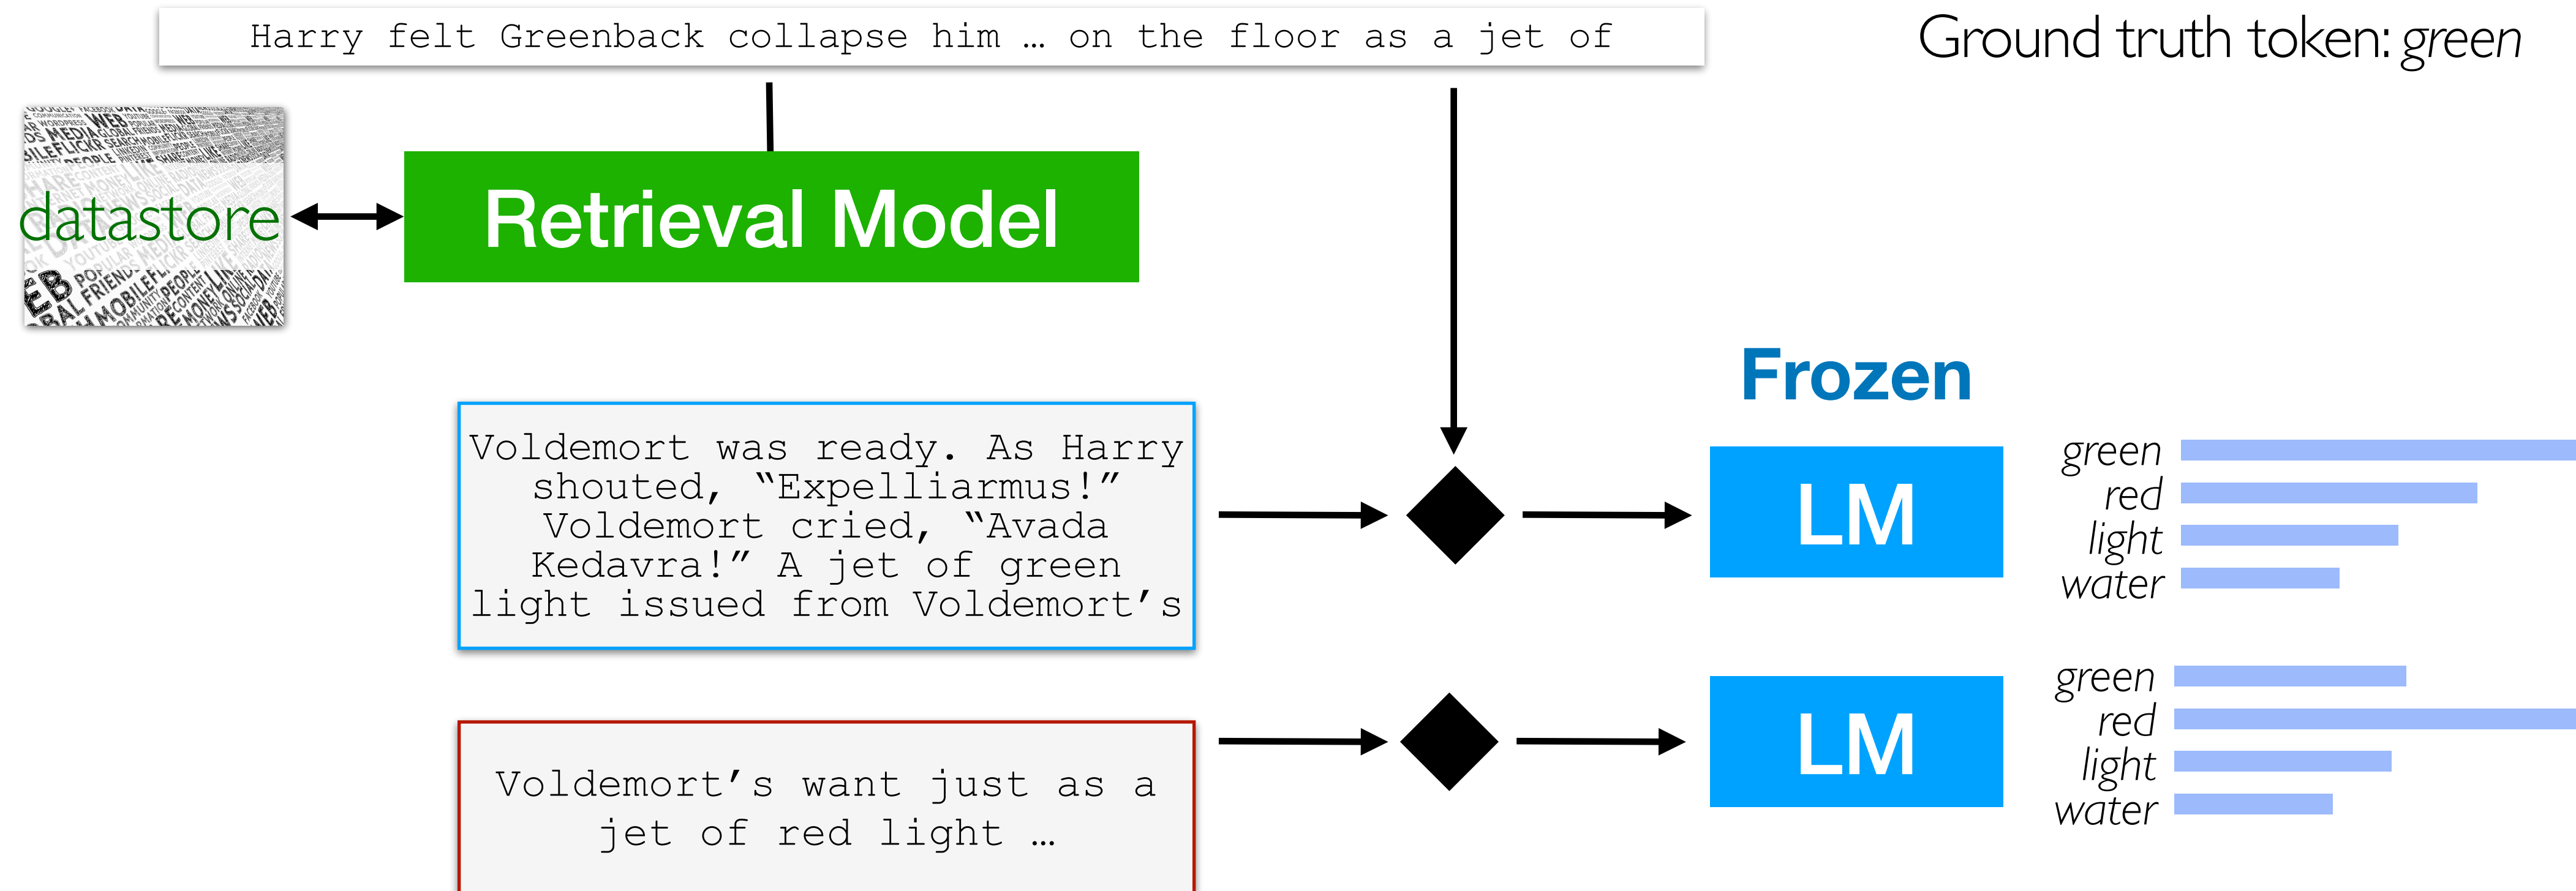 Harry felt Greenback collapse him … on the floor as a jet of
Ground truth token: green
datastore
Retrieval Model
Frozen
Voldemort was ready. As Harry
shouted, “Expelliarmus!”
Voldemort cried, “Avada
Kedavra!” A jet of green
light issued from Voldemort’s
LM
green
red
light
water
Voldemort’s want just as a
jet of red light …
LM
green
red
light
water